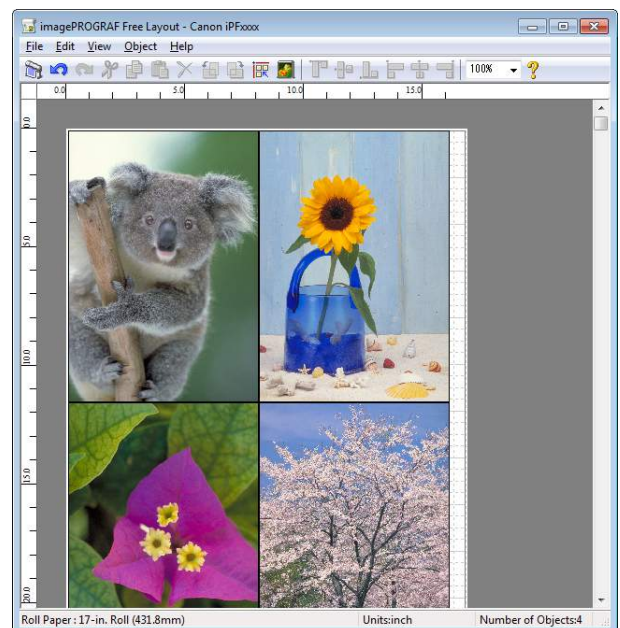 imagePROGRAF Free Layout - Canon iPFxxxx
File Edit View Object Help
100%
0.0 5.0 10.0 15.0
0.0
5.0
10.0
15.0
20.0
Roll Paper : 17-in. Roll (431.8mm) Units:inch Number of Objects:4